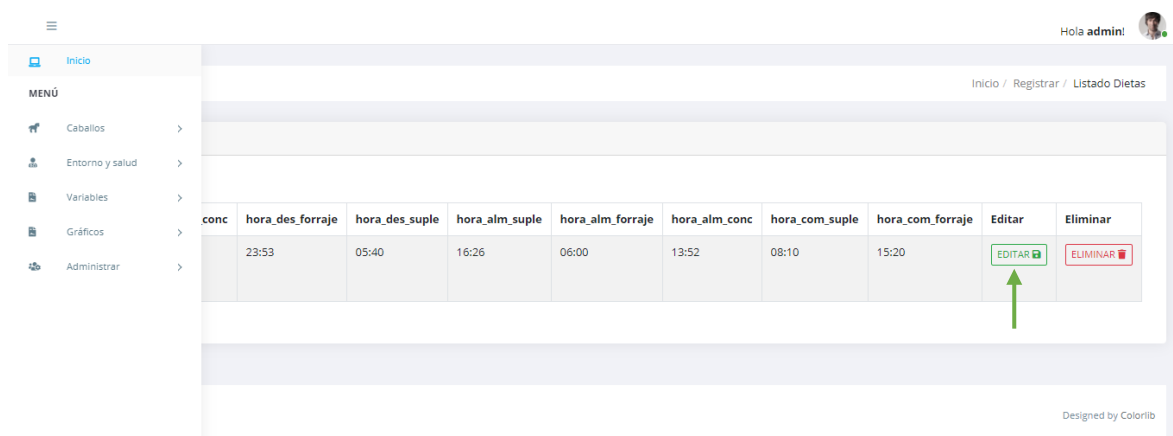 Hola admin!
Inicio
Inicio / Registrar / Listado Dietas
MENÚ
Caballos
Entorno y salud
Variables
_conc hora_des_forraje hora_des_suple hora_alm_suple hora_alm_forraje hora_alm_conc hora_com_suple hora_com_forraje Editar Eliminar
Gráficos
23:53 05:40 16:26 06:00 13:52 08:10 15:20 EDITAR ELIMINAR
Administrar
Designed by Colorlib